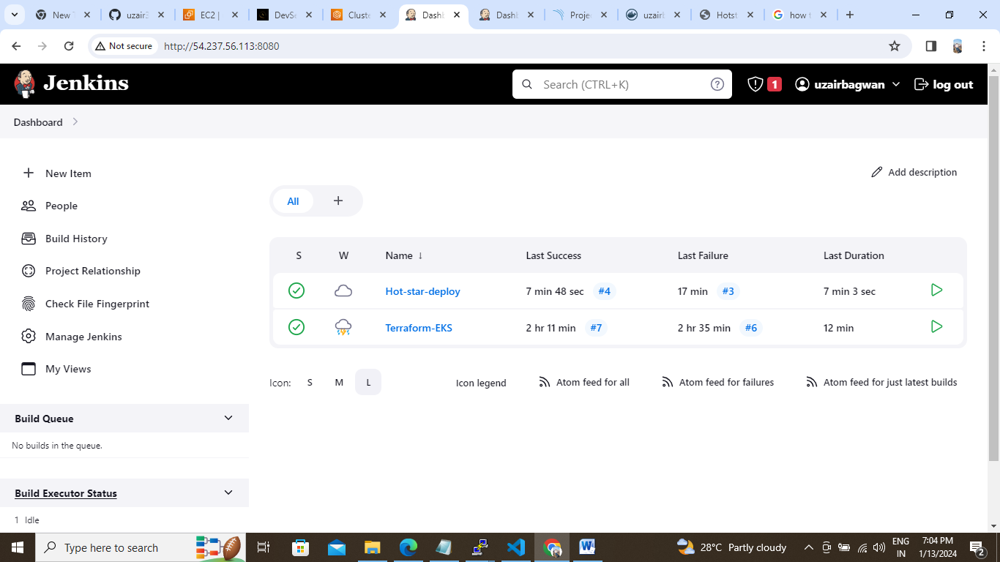 New T
uzair3
EC2 |
DevSe
Cluste
Dashb
Dashb
Projec
uzairb
Hotst
how t
Not secure
http://54.237.56.113:8080
Jenkins
Search (CTRL+K)
1
uzairbagwan
log out
Dashboard
New Item
People
Build History
Project Relationship
Check File Fingerprint
Manage Jenkins
My Views
Build Queue
No builds in the queue.
Build Executor Status
1 Idle
Add description
All
S W Name ↓ Last Success Last Failure Last Duration
Hot-star-deploy 7 min 48 sec #4 17 min #3 7 min 3 sec
Terraform-EKS 2 hr 11 min #7 2 hr 35 min #6 12 min
Icon: S M L
Icon legend
Atom feed for all
Atom feed for failures
Atom feed for just latest builds
Type here to search
28°C Partly cloudy
ENG
IN
7:04 PM
1/13/2024
2